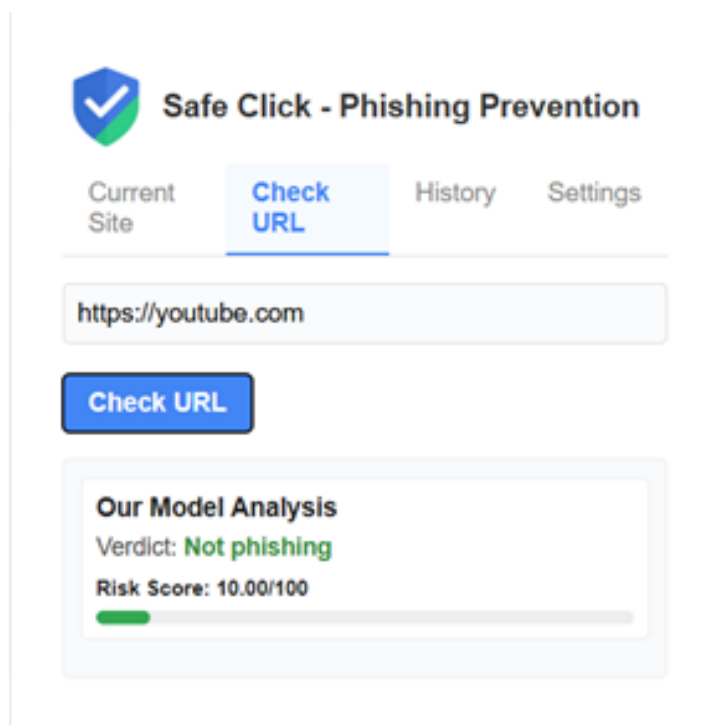 Safe Click - Phishing Prevention
Current Site
Check URL
History
Settings
https://youtube.com
Check URL
Our Model Analysis
Verdict: Not phishing
Risk Score: 10.00/100